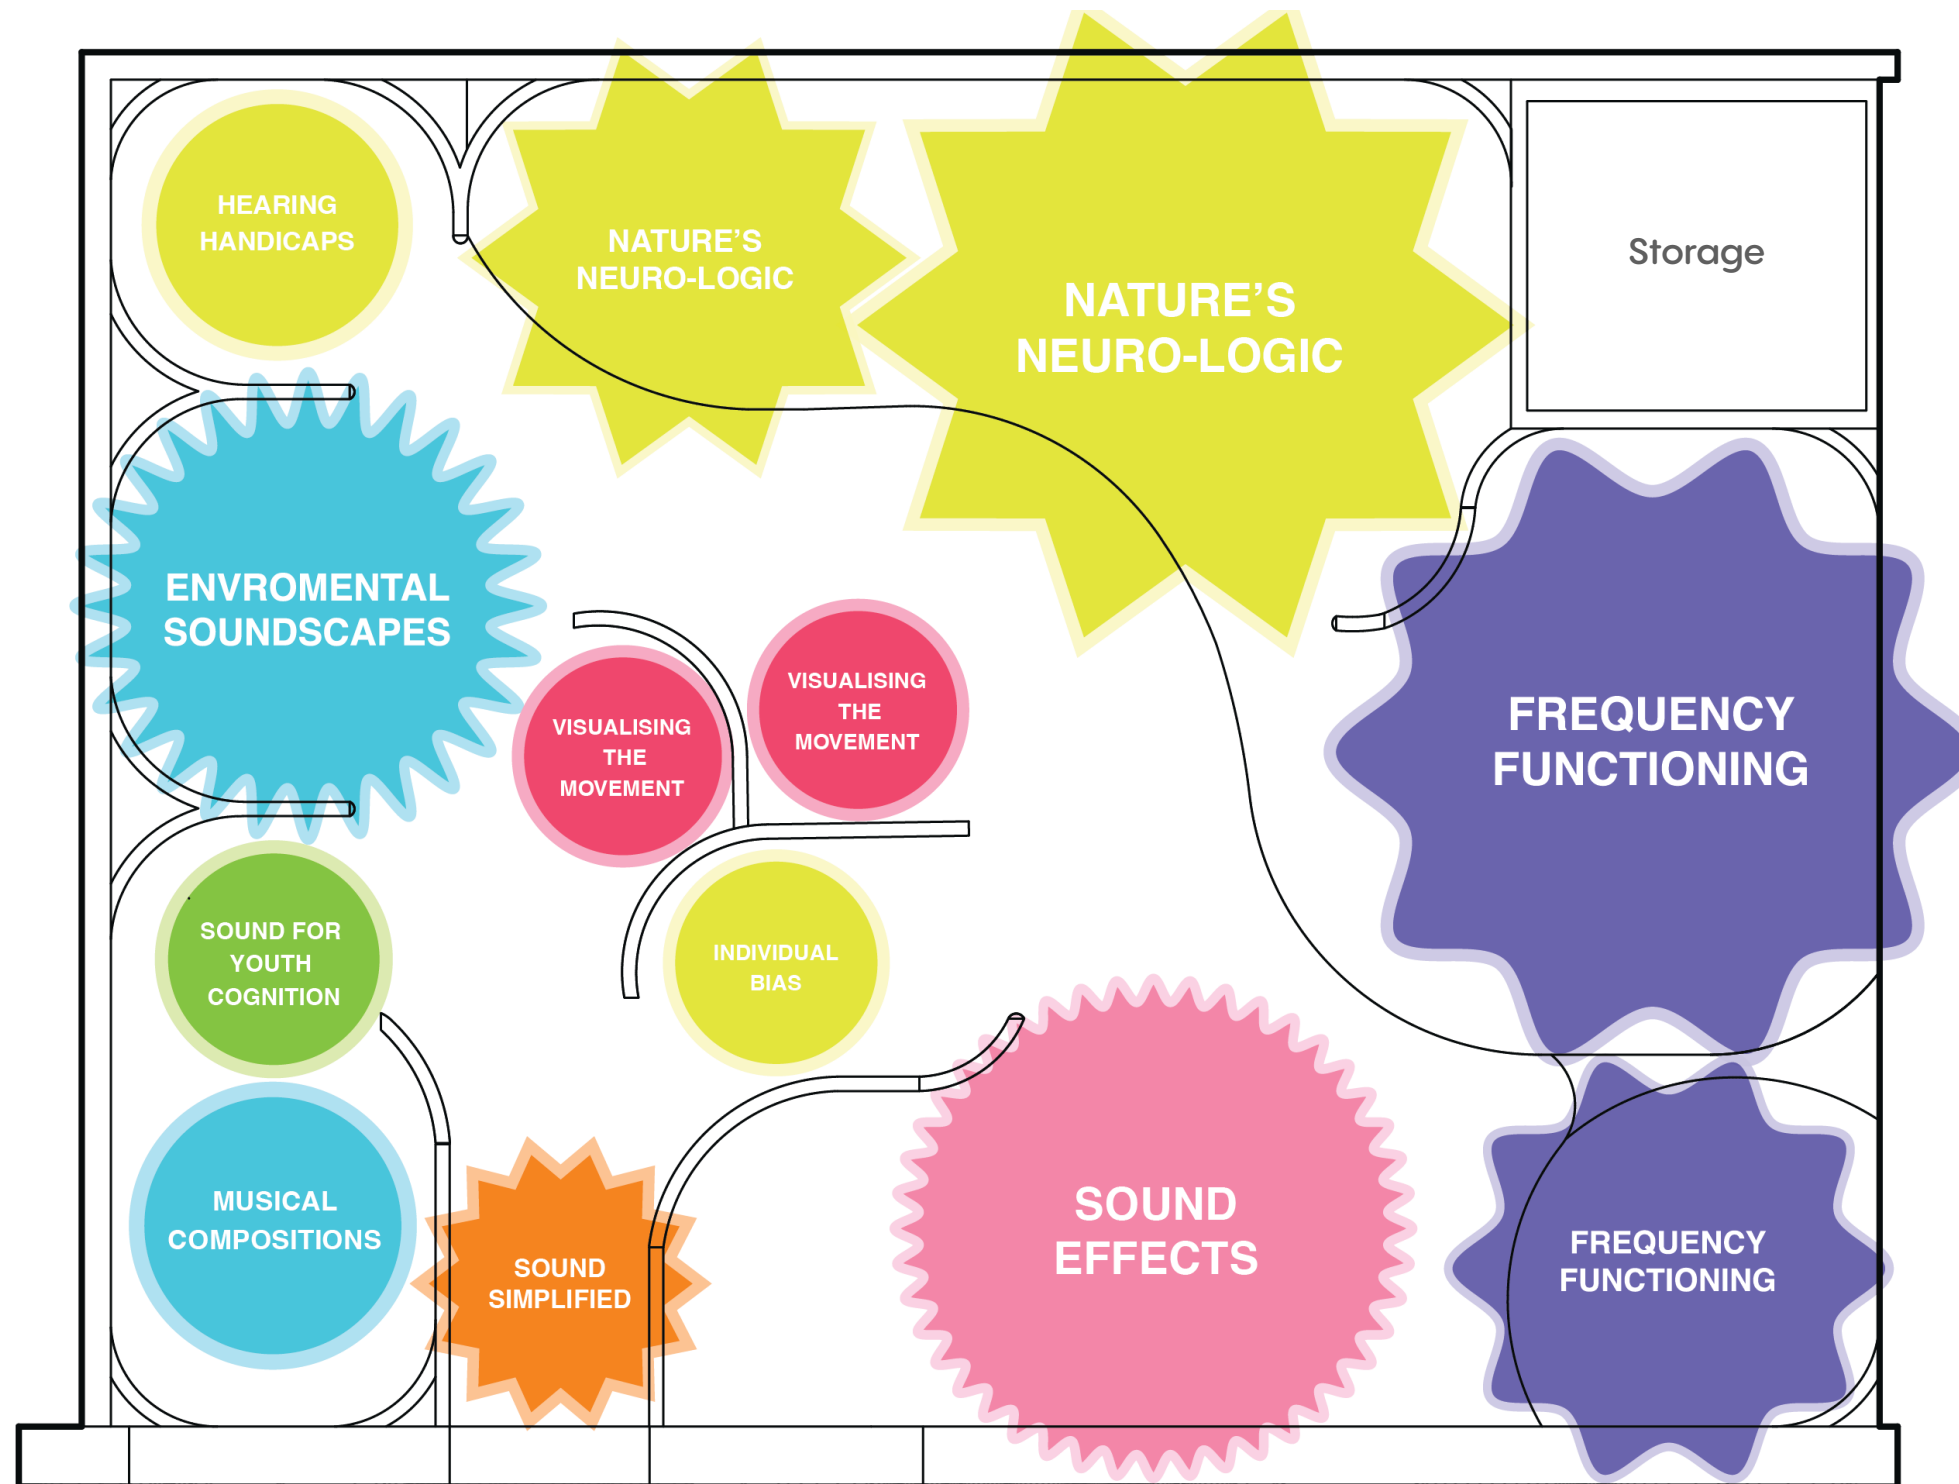 HEARING
HANDICAPS
NATURE'S
NEURO-LOGIC
NATURE'S
NEURO-LOGIC
Storage
ENVROMENTAL
SOUNDSCAPES
VISUALISING
THE
MOVEMENT
VISUALISING
THE
MOVEMENT
FREQUENCY
FUNCTIONING
SOUND FOR
YOUTH
COGNITION
INDIVIDUAL
BIAS
MUSICAL
COMPOSITIONS
SOUND
SIMPLIFIED
SOUND
EFFECTS
FREQUENCY
FUNCTIONING